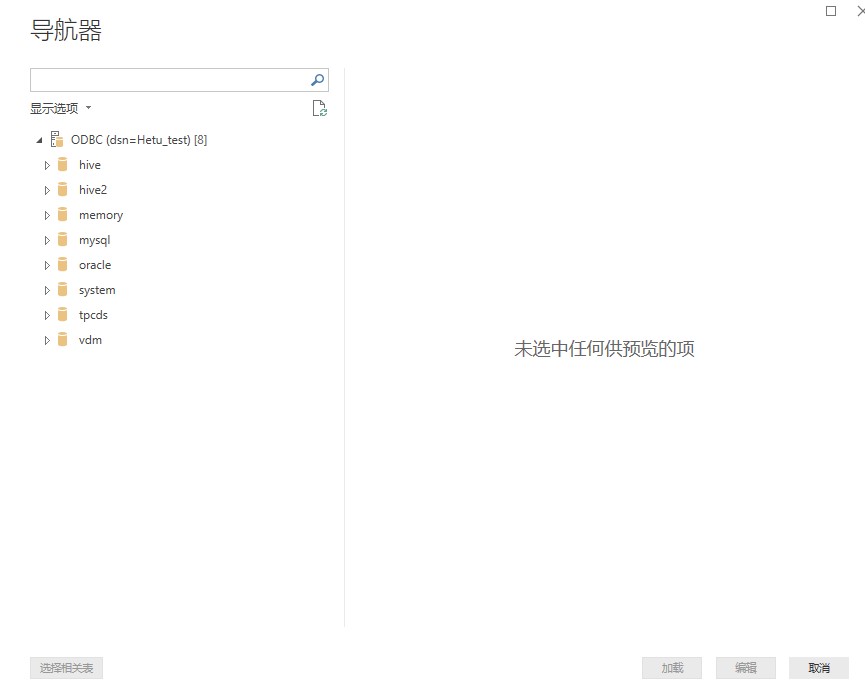 导航器
显示选项
ODBC (dsn=Hetu_test) [8]
hive
hive2
memory
mysql
oracle
system
tpcds
vdm
未选中任何供预览的项
选择相关表
加载
编辑
取消